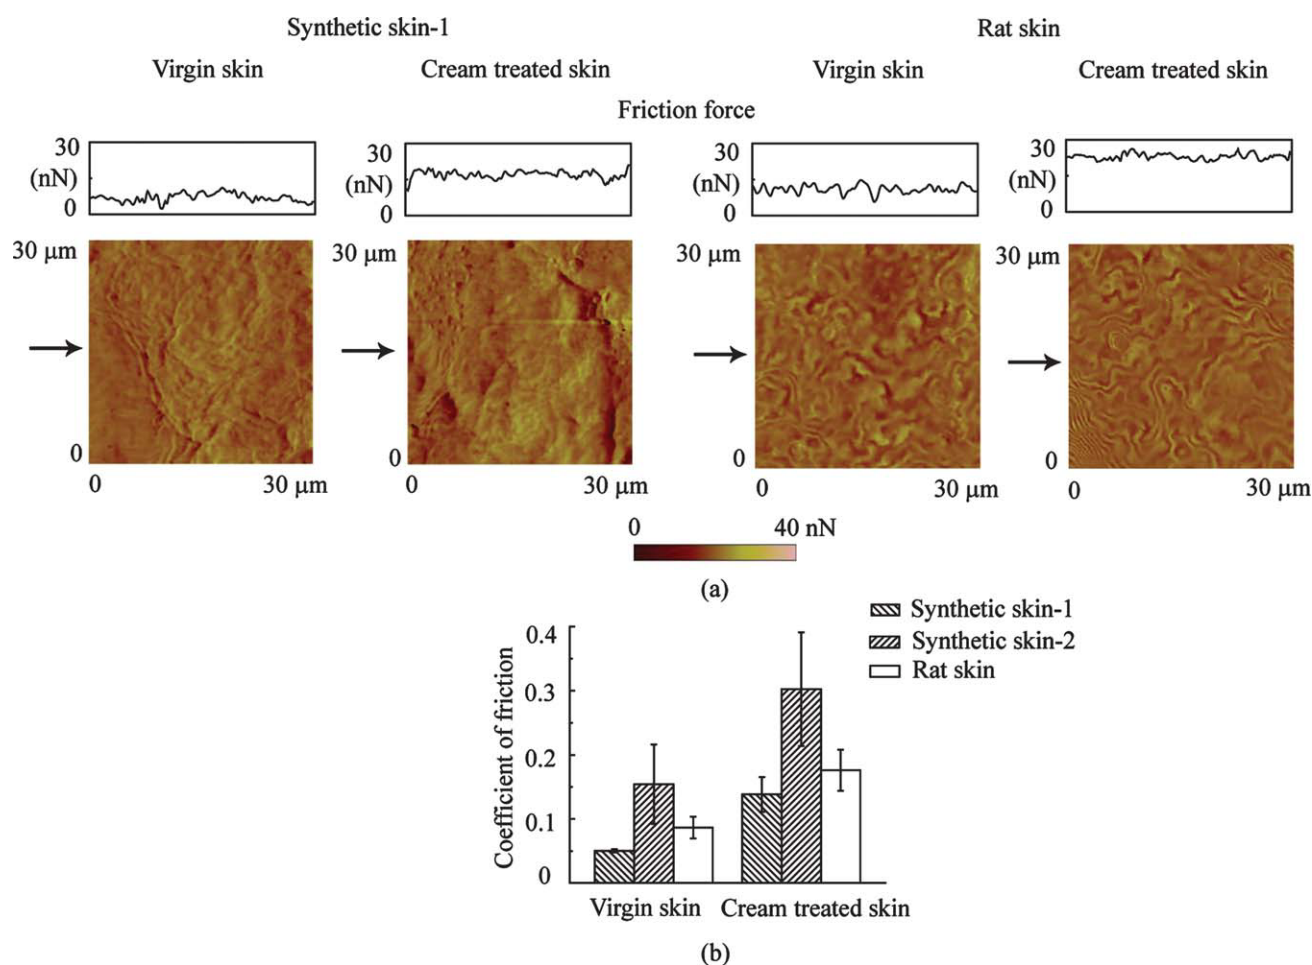 Synthetic skin-1 Rat skin
Virgin skin Cream treated skin Virgin skin Cream treated skin
Friction force
30 30 30 30
(nN) (nN) (nN) (nN)
0 0 0 0
30 μm 30 μm 30 μm 30 μm
0 0 0 0
0 30 μm 0 30 μm 0 30 μm 0 30 μm
0 40 nN
(a)
Synthetic skin-1
Synthetic skin-2
Rat skin
Coefficient of friction
0.4
0.3
0.2
0.1
0
Virgin skin Cream treated skin
(b)